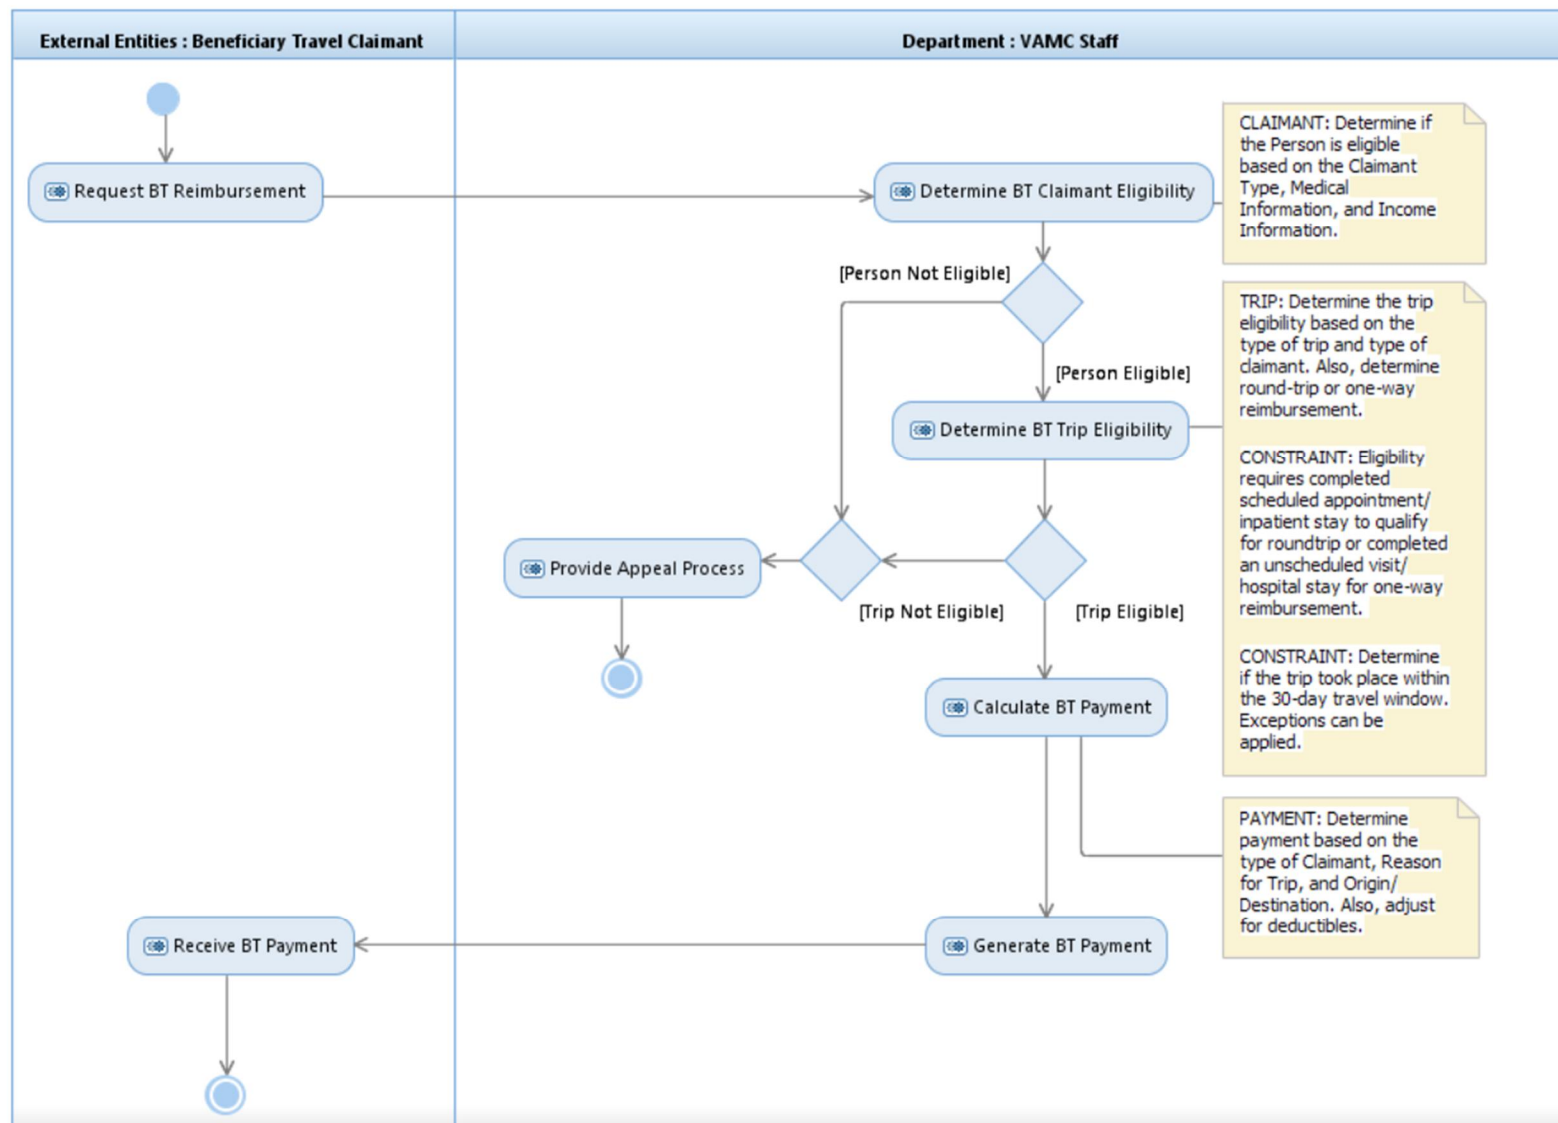 External Entities : Beneficiary Travel Claimant
Department : VAMC Staff
Request BT Reimbursement
Determine BT Claimant Eligibility
CLAIMANT: Determine if
the Person is eligible
based on the Claimant
Type, Medical
Information, and Income
Information.
[Person Not Eligible]
[Person Eligible]
Determine BT Trip Eligibility
TRIP: Determine the trip
eligibility based on the
type of trip and type of
claimant. Also, determine
round-trip or one-way
reimbursement.
CONSTRAINT: Eligibility
requires completed
scheduled appointment/
inpatient stay to qualify
for roundtrip or completed
an unscheduled visit/
hospital stay for one-way
reimbursement.
CONSTRAINT: Determine
if the trip took place within
the 30-day travel window.
Exceptions can be
applied.
Provide Appeal Process
[Trip Not Eligible]
[Trip Eligible]
Calculate BT Payment
PAYMENT: Determine
payment based on the
type of Claimant, Reason
for Trip, and Origin/
Destination. Also, adjust
for deductibles.
Receive BT Payment
Generate BT Payment